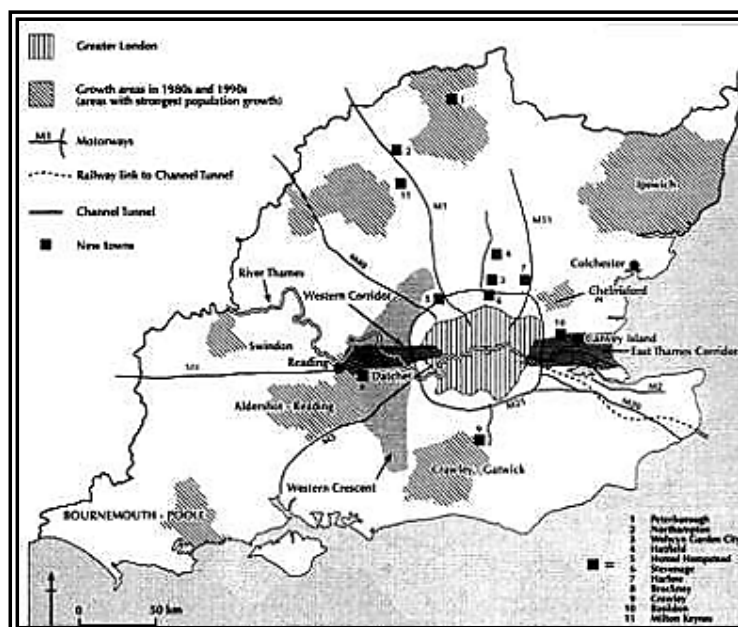 Greater London
Growth areas in 1980s and 1990s
(areas with strongest population growth)
M1
Motorways
Railway link to Channel Tunnel
Channel Tunnel
New towns
1
2
11
Ipswich
M1
M11
M40
4
3
7
Colchester
River Thames
Western Corridor
5
6
Chelmsford
Swindon
10
Canvey Island
East Thames Corridor
Reading
Datchet
M2
Aldershot - Reading
M3
M25
M20
9
Crawley, Gatwick
Western Crescent
BOURNEMOUTH - POOLE
0
50 km
=
1 Peterborough
2 Northampton
3 Welwyn Garden City
4 Hatfield
5 Hemel Hempstead
6 Stevenage
7 Harlow
8
9 Crawley
10 Basildon
11 Milton Keynes